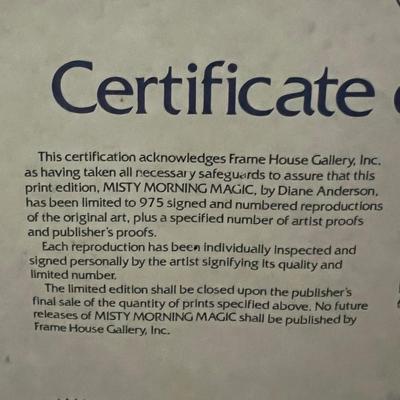 Certificate
This certification acknowledges Frame House Gallery, Inc.
as having taken all necessary safeguards to assure that this
print edition, MISTY MORNING MAGIC, by Diane Anderson,
has been limited to 975 signed and numbered reproductions
of the original art, plus a specified number of artist proofs
and publisher's proofs.
Each reproduction has been individually inspected and
signed personally by the artist signifying its quality and
limited number.
The limited edition shall be closed upon the publisher's
final sale of the quantity of prints specified above. No future
releases of MISTY MORNING MAGIC shall be published by
Frame House Gallery, Inc.